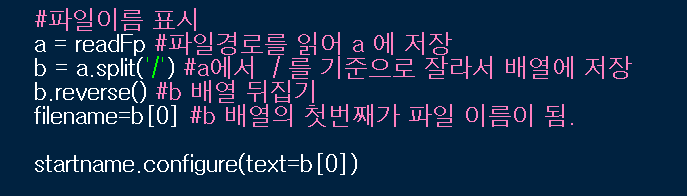 #파일이름 표시
a = readFp #파일경로를 읽어 a 에 저장
b = a.split('/') #a에서 / 를 기준으로 잘라서 배열에 저장
b.reverse() #b 배열 뒤집기
filename=b[0] #b 배열의 첫번째가 파일 이름이 됨.
startname.configure(text=b[0])